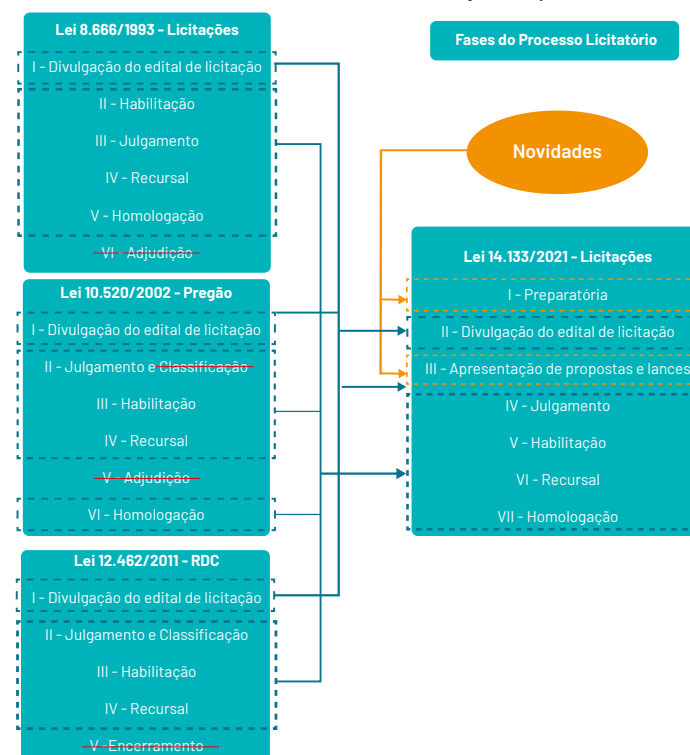 Lei 8.666/1993 - Licitações
I - Divulgação do edital de licitação
II - Habilitação
III - Julgamento
IV - Recursal
V - Homologação
VI - Adjudição
Lei 10.520/2002 - Pregão
I - Divulgação do edital de licitação
II - Julgamento e Classificação
III - Habilitação
IV - Recursal
V - Adjudição
VI - Homologação
Lei 12.462/2011 - RDC
I - Divulgação do edital de licitação
II - Julgamento e Classificação
III - Habilitação
IV - Recursal
V- Encerramento
Fases do Processo Licitatório
Novidades
Lei 14.133/2021 - Licitações
I - Preparatória
II - Divulgação do edital de licitação
III - Apresentação de propostas e lances
IV - Julgamento
V - Habilitação
VI - Recursal
VII - Homologação